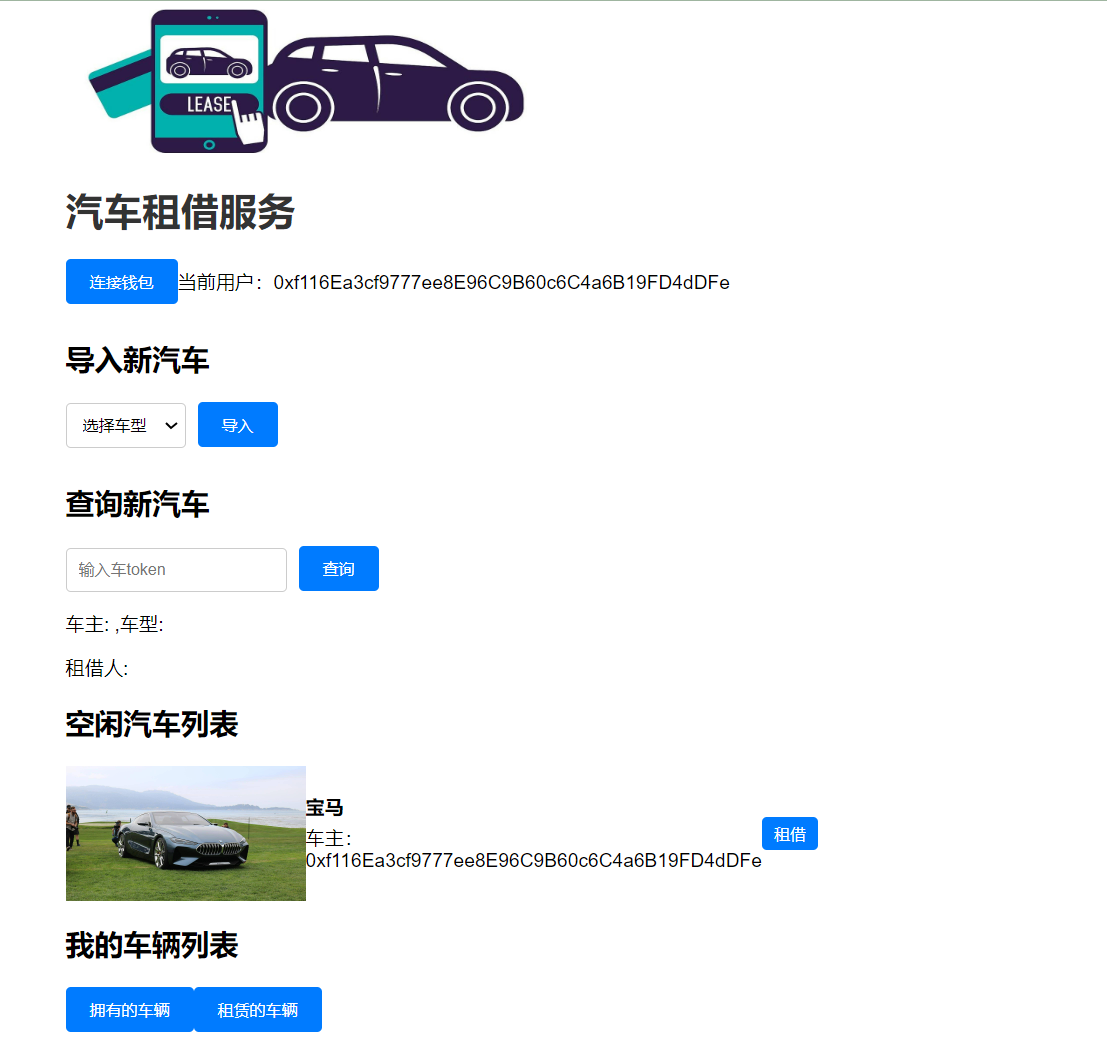 LEASE
汽车租借服务
连接钱包当前用户：0xf116Ea3cf9777ee8E96C9B60c6C4a6B19FD4dDFe
导入新汽车
选择车型 导入
查询新汽车
输入车token 查询
车主: ,车型:
租借人:
空闲汽车列表
宝马
车主：
0xf116Ea3cf9777ee8E96C9B60c6C4a6B19FD4dDFe
租借
我的车辆列表
拥有的车辆 租赁的车辆